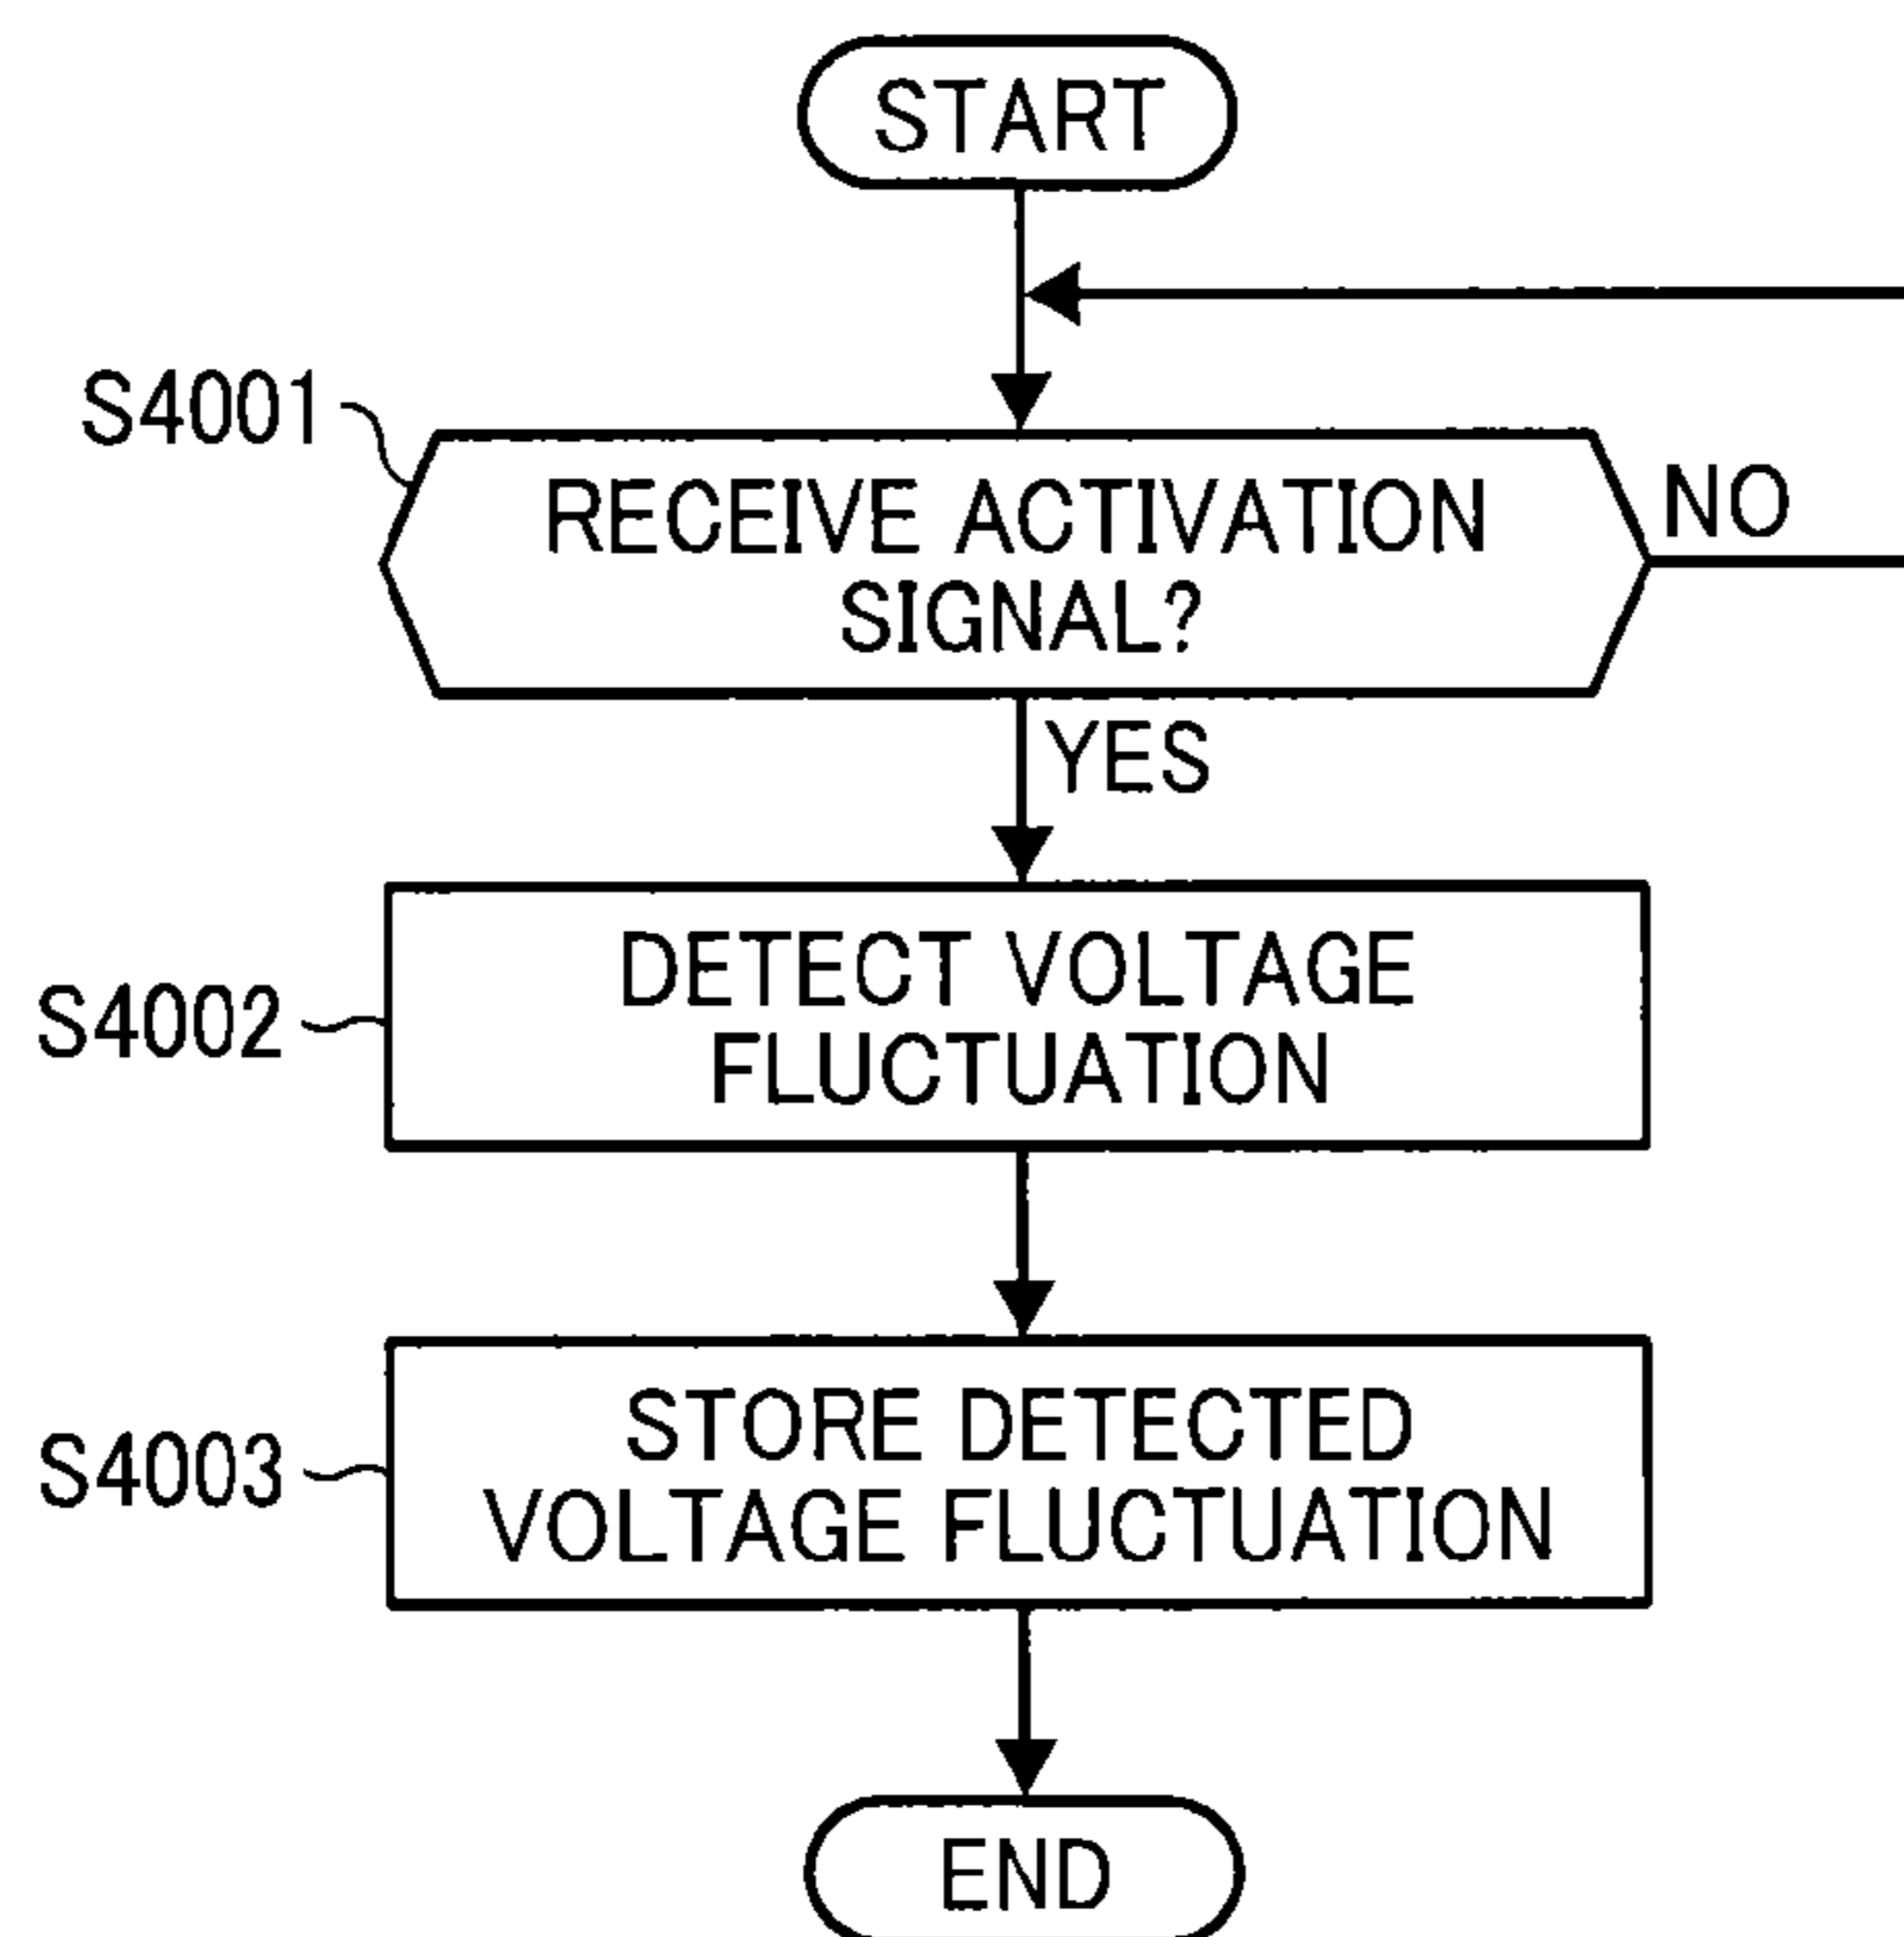 START
S4001
RECEIVE ACTIVATION
SIGNAL?
NO
YES
S4002
DETECT VOLTAGE
FLUCTUATION
S4003
STORE DETECTED
VOLTAGE FLUCTUATION
END